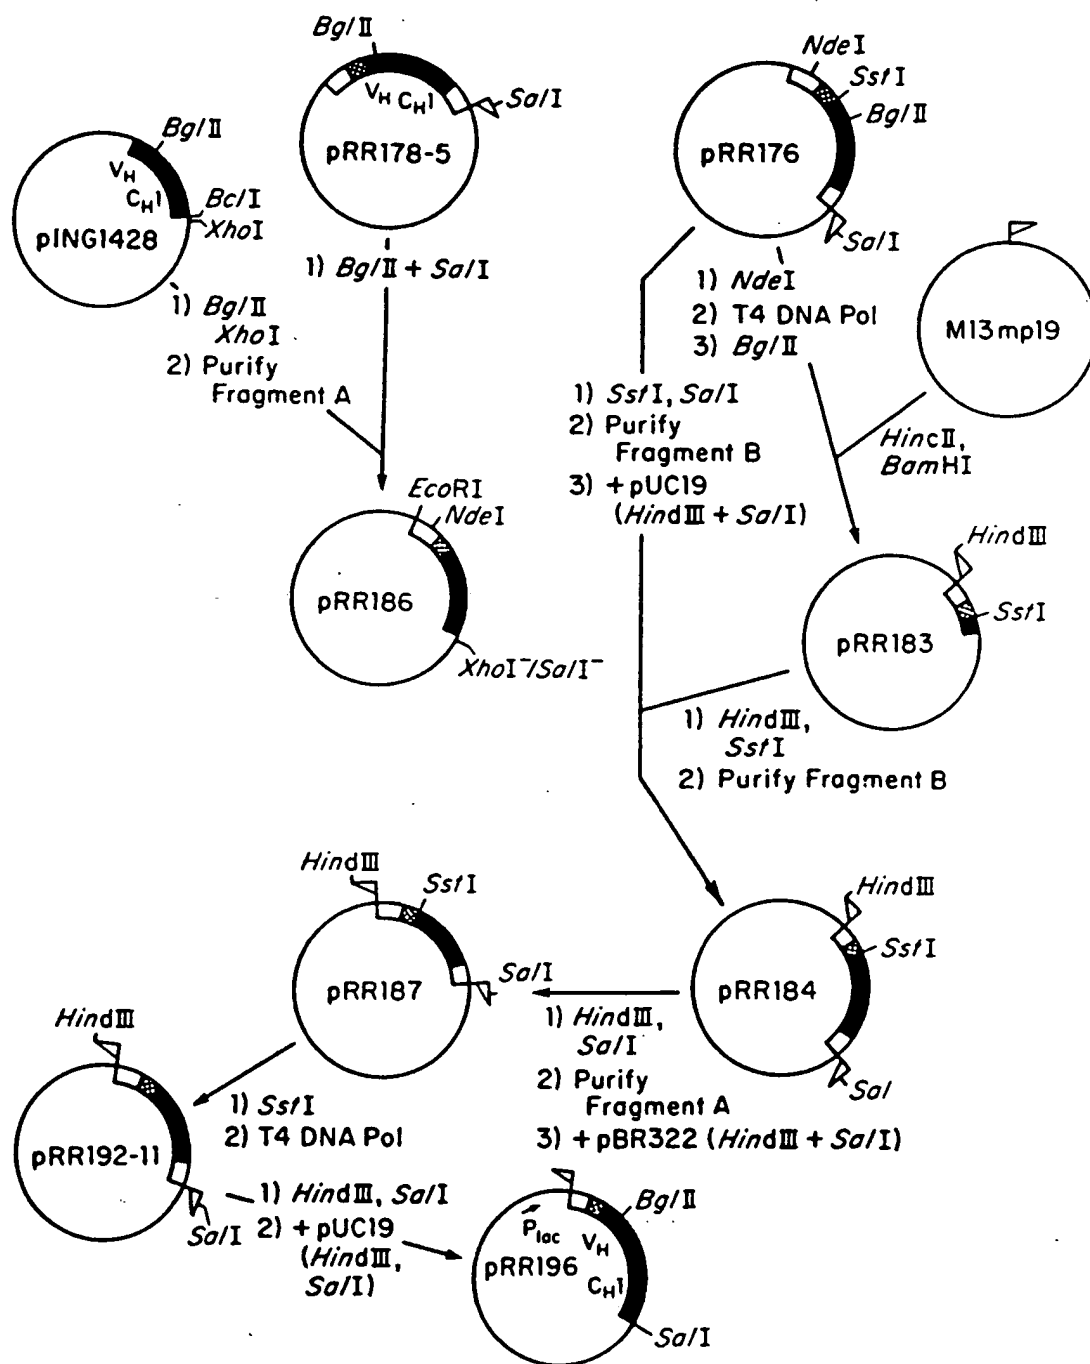 BglII
VH CH1
SalI
pRR178-5
BglII
VH
CH1
BclI
XhoI
pING1428
NdeI
SstI
BglII
pRR176
SalI
M13mp19
1) BglII
XhoI
2) Purify
Fragment A
1) BglII + SalI
1) NdeI
2) T4 DNA Pol
3) BglII
1) SstI, SalI
2) Purify
Fragment B
3) + pUC19
(HindIII + SalI)
HincII,
BamHI
EcoRI
NdeI
pRR186
XhoI⁻/SalI⁻
HindIII
SstI
pRR183
1) HindIII,
SstI
2) Purify Fragment B
HindIII
SstI
pRR187
SalI
HindIII
SstI
pRR184
Sal
1) HindIII,
SalI
2) Purify
Fragment A
3) + pBR322 (HindIII + SalI)
HindIII
pRR192-11
SalI
1) SstI
2) T4 DNA Pol
1) HindIII, SalI
2) + pUC19
(HindIII,
SalI)
BglII
Plac
VH
CH1
pRR196
SalI